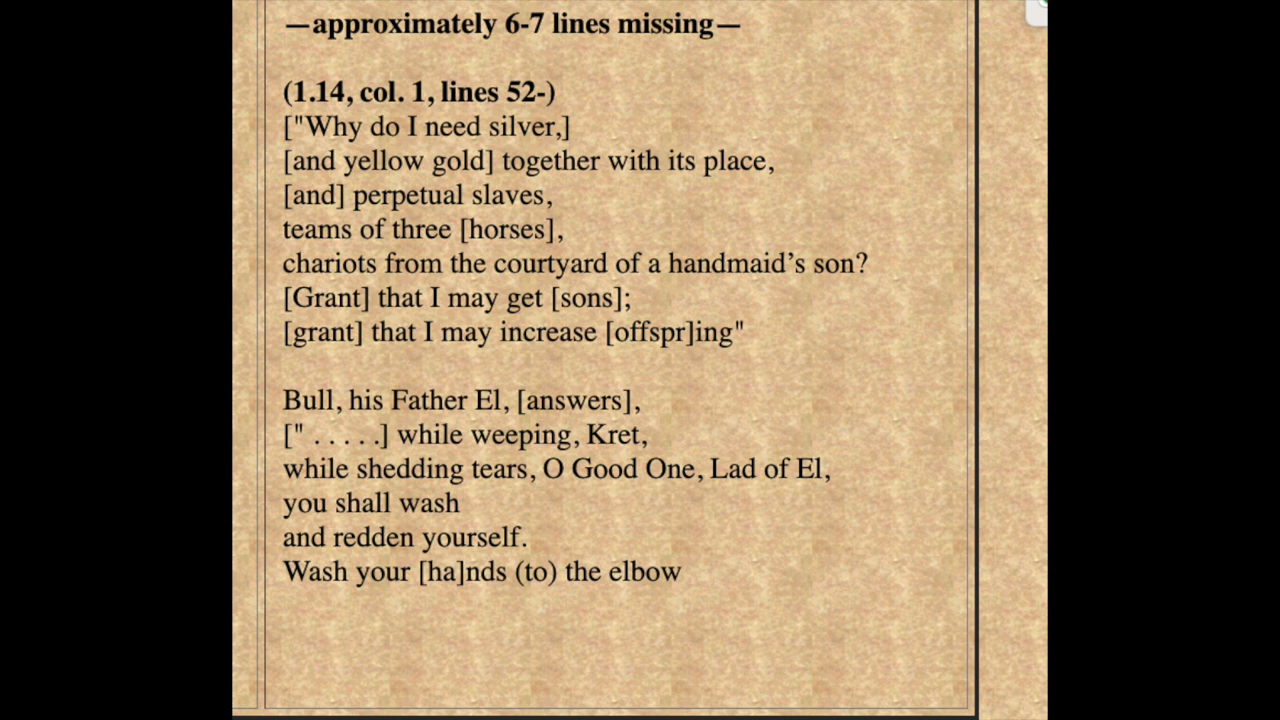 —approximately 6-7 lines missing—
(1.14, col. 1, lines 52-)
["Why do I need silver,]
[and yellow gold] together with its place,
[and] perpetual slaves,
teams of three [horses],
chariots from the courtyard of a handmaid’s son?
[Grant] that I may get [sons];
[grant] that I may increase [offspr]ing"
Bull, his Father El, [answers],
[" . . . . .] while weeping, Kret,
while shedding tears, O Good One, Lad of El,
you shall wash
and redden yourself.
Wash your [ha]nds (to) the elbow